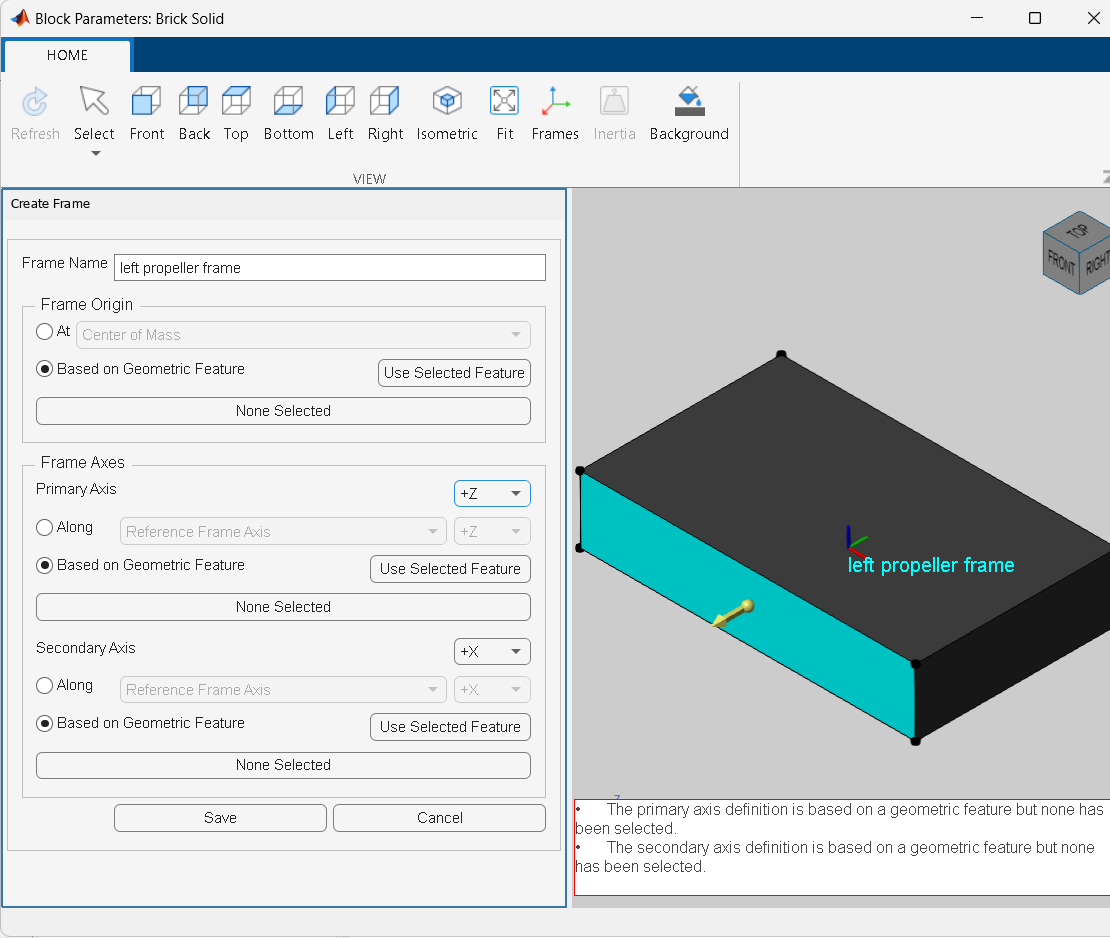 Block Parameters: Brick Solid
HOME
Refresh Select Front Back Top Bottom Left Right Isometric Fit Frames Inertia Background
VIEW
Create Frame
Frame Name left propeller frame
Frame Origin
At Center of Mass
Based on Geometric Feature Use Selected Feature
None Selected
Frame Axes
Primary Axis +Z
Along Reference Frame Axis +Z
Based on Geometric Feature Use Selected Feature
None Selected
Secondary Axis +X
Along Reference Frame Axis +X
Based on Geometric Feature Use Selected Feature
None Selected
Save Cancel
TOP
FRONT RIGHT
left propeller frame
• The primary axis definition is based on a geometric feature but none has
been selected.
• The secondary axis definition is based on a geometric feature but none
has been selected.